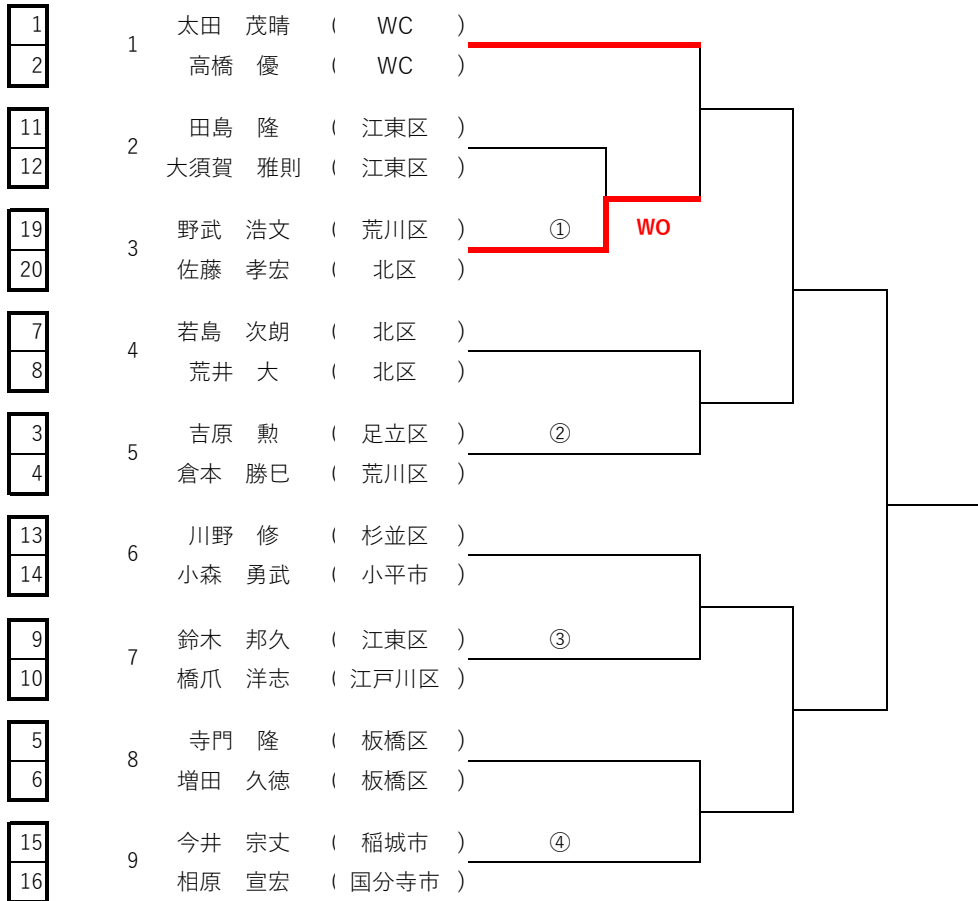 1 太田 茂晴 ( WC )
1
2 高橋 優 ( WC )
11 田島 隆 ( 江東区 )
2
12 大須賀 雅則 ( 江東区 )
19 野武 浩文 ( 荒川区 ) ① WO
3
20 佐藤 孝宏 ( 北区 )
7 若島 次朗 ( 北区 )
4
8 荒井 大 ( 北区 )
3 吉原 勲 ( 足立区 ) ②
5
4 倉本 勝巳 ( 荒川区 )
13 川野 修 ( 杉並区 )
6
14 小森 勇武 ( 小平市 )
9 鈴木 邦久 ( 江東区 ) ③
7
10 橋爪 洋志 ( 江戸川区 )
5 寺門 隆 ( 板橋区 )
8
6 増田 久徳 ( 板橋区 )
15 今井 宗丈 ( 稲城市 ) ④
9
16 相原 宣宏 ( 国分寺市 )